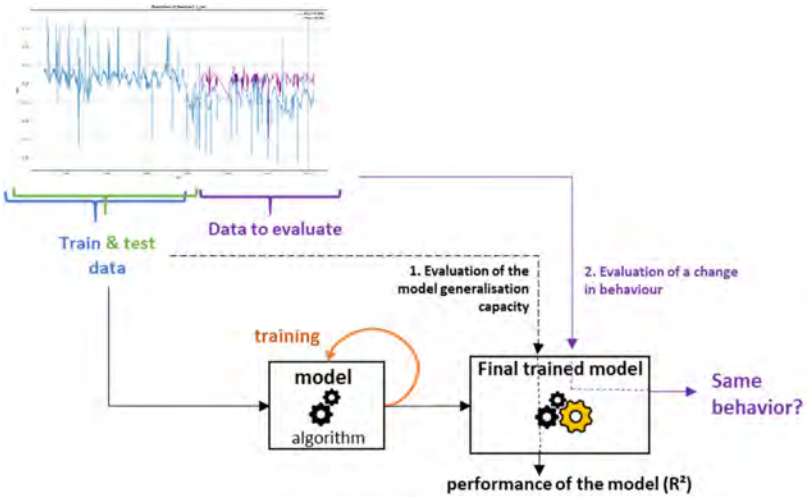 Data to evaluate
Train & test
data
1. Evaluation of the
model generalisation
capacity
2. Evaluation of a change
in behaviour
training
model
algorithm
Final trained model
Same
behavior?
performance of the model (R²)